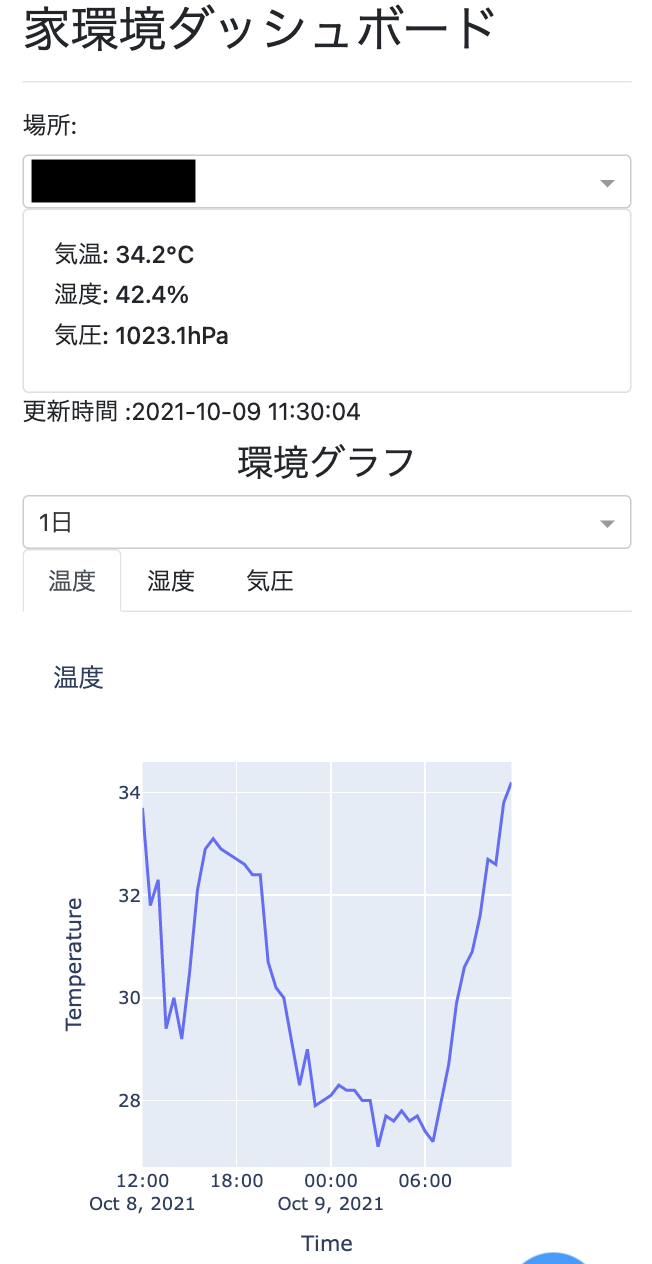 家環境ダッシュボード
場所:
気温: 34.2°C
湿度: 42.4%
気圧: 1023.1hPa
更新時間 :2021-10-09 11:30:04
環境グラフ
1日
温度 湿度 気圧
温度
34
32
30
28
Temperature
12:00 18:00 00:00 06:00
Oct 8, 2021 Oct 9, 2021
Time